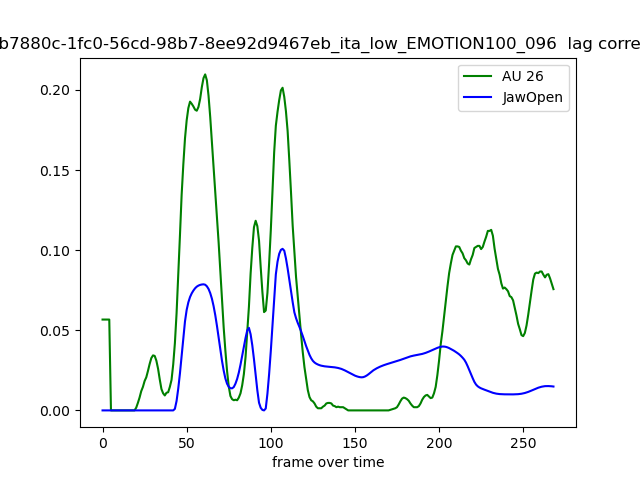 b7880c-1fc0-56cd-98b7-8ee92d9467eb_ita_low_EMOTION100_096  lag corre
AU 26
JawOpen
0.20
0.15
0.10
0.05
0.00
0 50 100 150 200 250
frame over time